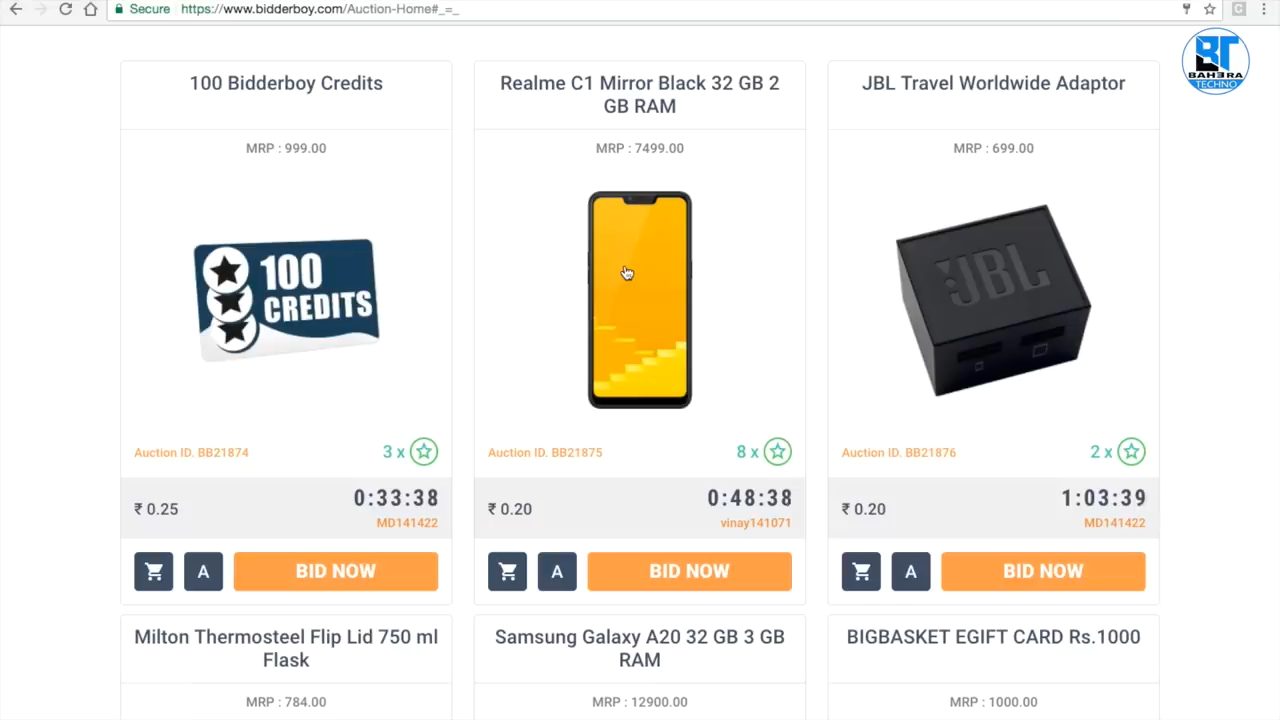 Secure https://www.bidderboy.com/Auction-Home#_=_
BT
BAHERA
TECHNO
100 Bidderboy Credits
MRP : 999.00
100
CREDITS
Auction ID. BB21874
3 x
₹ 0.25
0:33:38
MD141422
A
BID NOW
Realme C1 Mirror Black 32 GB 2
GB RAM
MRP : 7499.00
Auction ID. BB21875
8 x
₹ 0.20
0:48:38
vinay141071
A
BID NOW
JBL Travel Worldwide Adaptor
MRP : 699.00
JBL
Auction ID. BB21876
2 x
₹ 0.20
1:03:39
MD141422
A
BID NOW
Milton Thermosteel Flip Lid 750 ml
Flask
MRP : 784.00
Samsung Galaxy A20 32 GB 3 GB
RAM
MRP : 12900.00
BIGBASKET EGIFT CARD Rs.1000
MRP : 1000.00